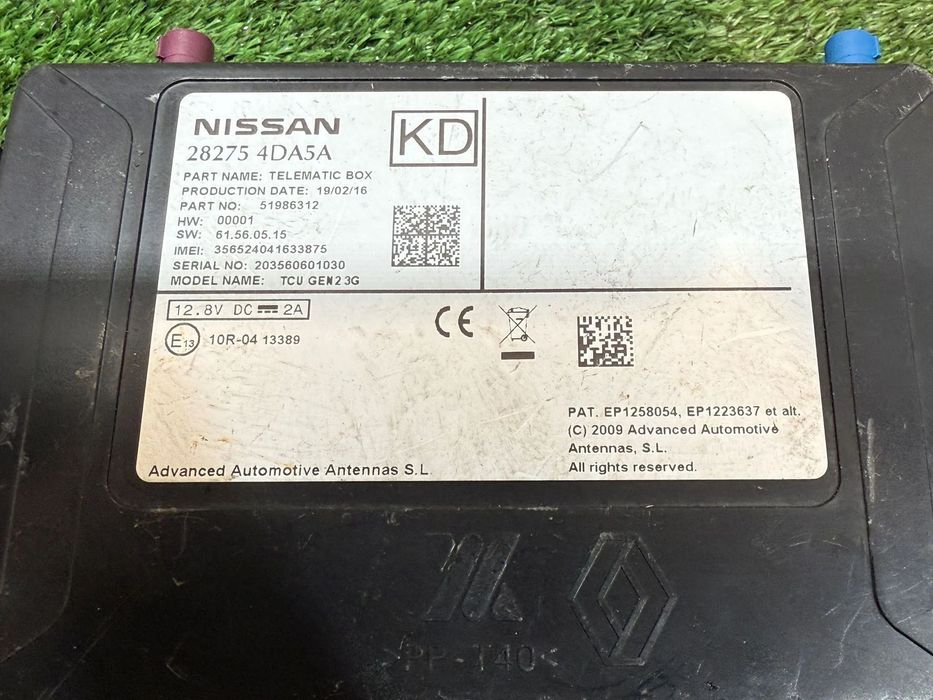 NISSAN
28275 4DA5A
KD
PART NAME: TELEMATIC BOX
PRODUCTION DATE: 19/02/16
PART NO: 51986312
HW: 00001
SW: 61.56.05.15
IMEI: 356524041633875
SERIAL NO: 203560601030
MODEL NAME: TCU GEN2 3G
12.8V DC 2A
E13 10R-04 13389
CE
PAT. EP1258054, EP1223637 et alt.
(C) 2009 Advanced Automotive
Antennas, S.L.
All rights reserved.
Advanced Automotive Antennas S.L.
>PP-T40<